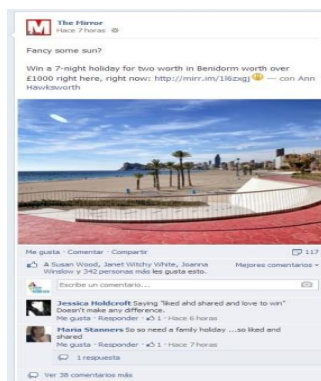 The Mirror
Hace 7 horas
Fancy some sun?
Win a 7-night holiday for two worth in Benidorm worth over
£1000 right here, right now: http://mirr.im/1l6zxgj — con Ann
Hawksworth
Me gusta · Comentar · Compartir
117
A Susan Wood, Janet Witchy White, Joanna
Winslow y 342 personas más les gusta esto.
Mejores comentarios
Escribe un comentario...
Jessica Holdcroft Saying "liked ahd shared and love to win"
Doesn't make any difference.
Me gusta · Responder · 1 · Hace 6 horas
Maria Stanners So so need a family holiday ...so liked and
shared
Me gusta · Responder · 1 · Hace 7 horas
1 respuesta
Ver 38 comentarios más